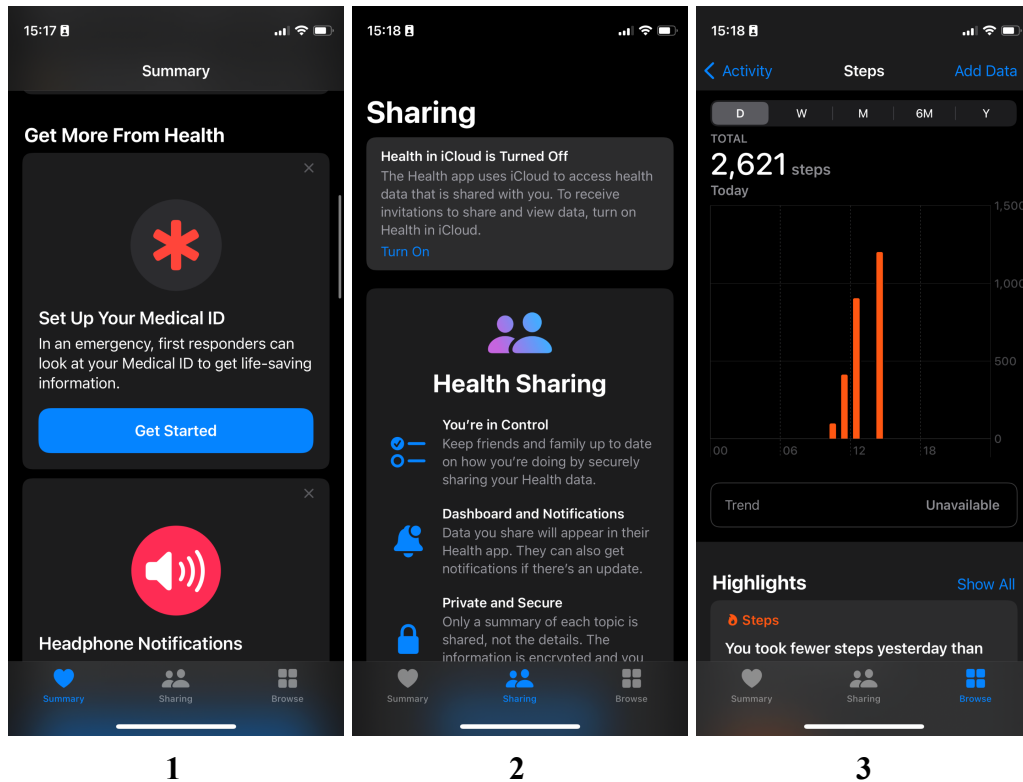 15:17
Summary
Get More From Health
Set Up Your Medical ID
In an emergency, first responders can
look at your Medical ID to get life-saving
information.
Get Started
Headphone Notifications
Summary
Sharing
Browse
1
15:18
Sharing
Health in iCloud is Turned Off
The Health app uses iCloud to access health
data that is shared with you. To receive
invitations to share and view data, turn on
Health in iCloud.
Turn On
Health Sharing
You're in Control
Keep friends and family up to date
on how you're doing by securely
sharing your Health data.
Dashboard and Notifications
Data you share will appear in their
Health app. They can also get
notifications if there's an update.
Private and Secure
Only a summary of each topic is
shared, not the details. The
information is encrypted and you
Summary
Sharing
Browse
2
15:18
Activity
Steps
Add Data
D
W
M
6M
Y
TOTAL
2,621 steps
Today
1,500
1,000
500
0
00
06
12
18
Trend
Unavailable
Highlights
Show All
Steps
You took fewer steps yesterday than
Summary
Sharing
Browse
3